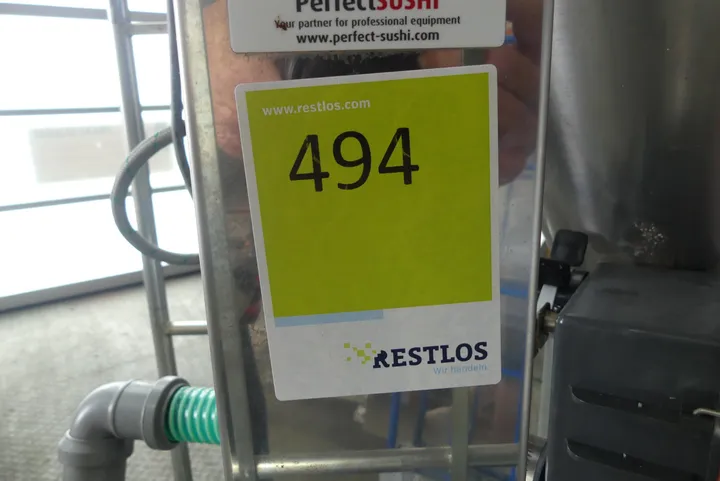 PerfectSUSHI
Your partner for professional equipment
www.perfect-sushi.com
www.restlos.com
494
RESTLOS
Wir handeln.